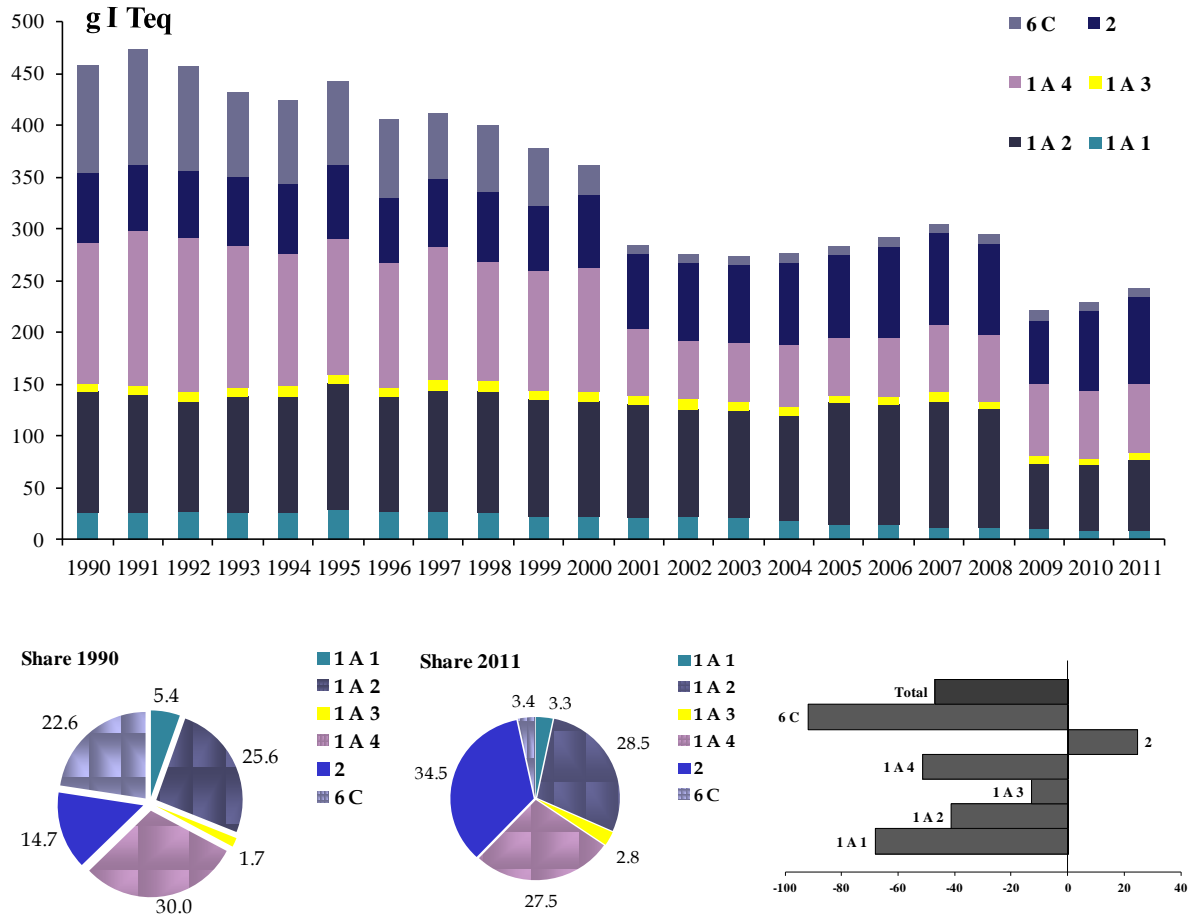 g I Teq
500
450
400
350
300
250
200
150
100
50
0
6 C 2
1 A 4 1 A 3
1 A 2 1 A 1
1990 1991 1992 1993 1994 1995 1996 1997 1998 1999 2000 2001 2002 2003 2004 2005 2006 2007 2008 2009 2010 2011
Share 1990
5.4
25.6
1.7
30.0
14.7
22.6
1 A 1
1 A 2
1 A 3
1 A 4
2
6 C
Share 2011
3.4
3.3
28.5
2.8
27.5
34.5
1 A 1
1 A 2
1 A 3
1 A 4
2
6 C
Total
6 C
2
1 A 4
1 A 3
1 A 2
1 A 1
-100 -80 -60 -40 -20 0 20 40